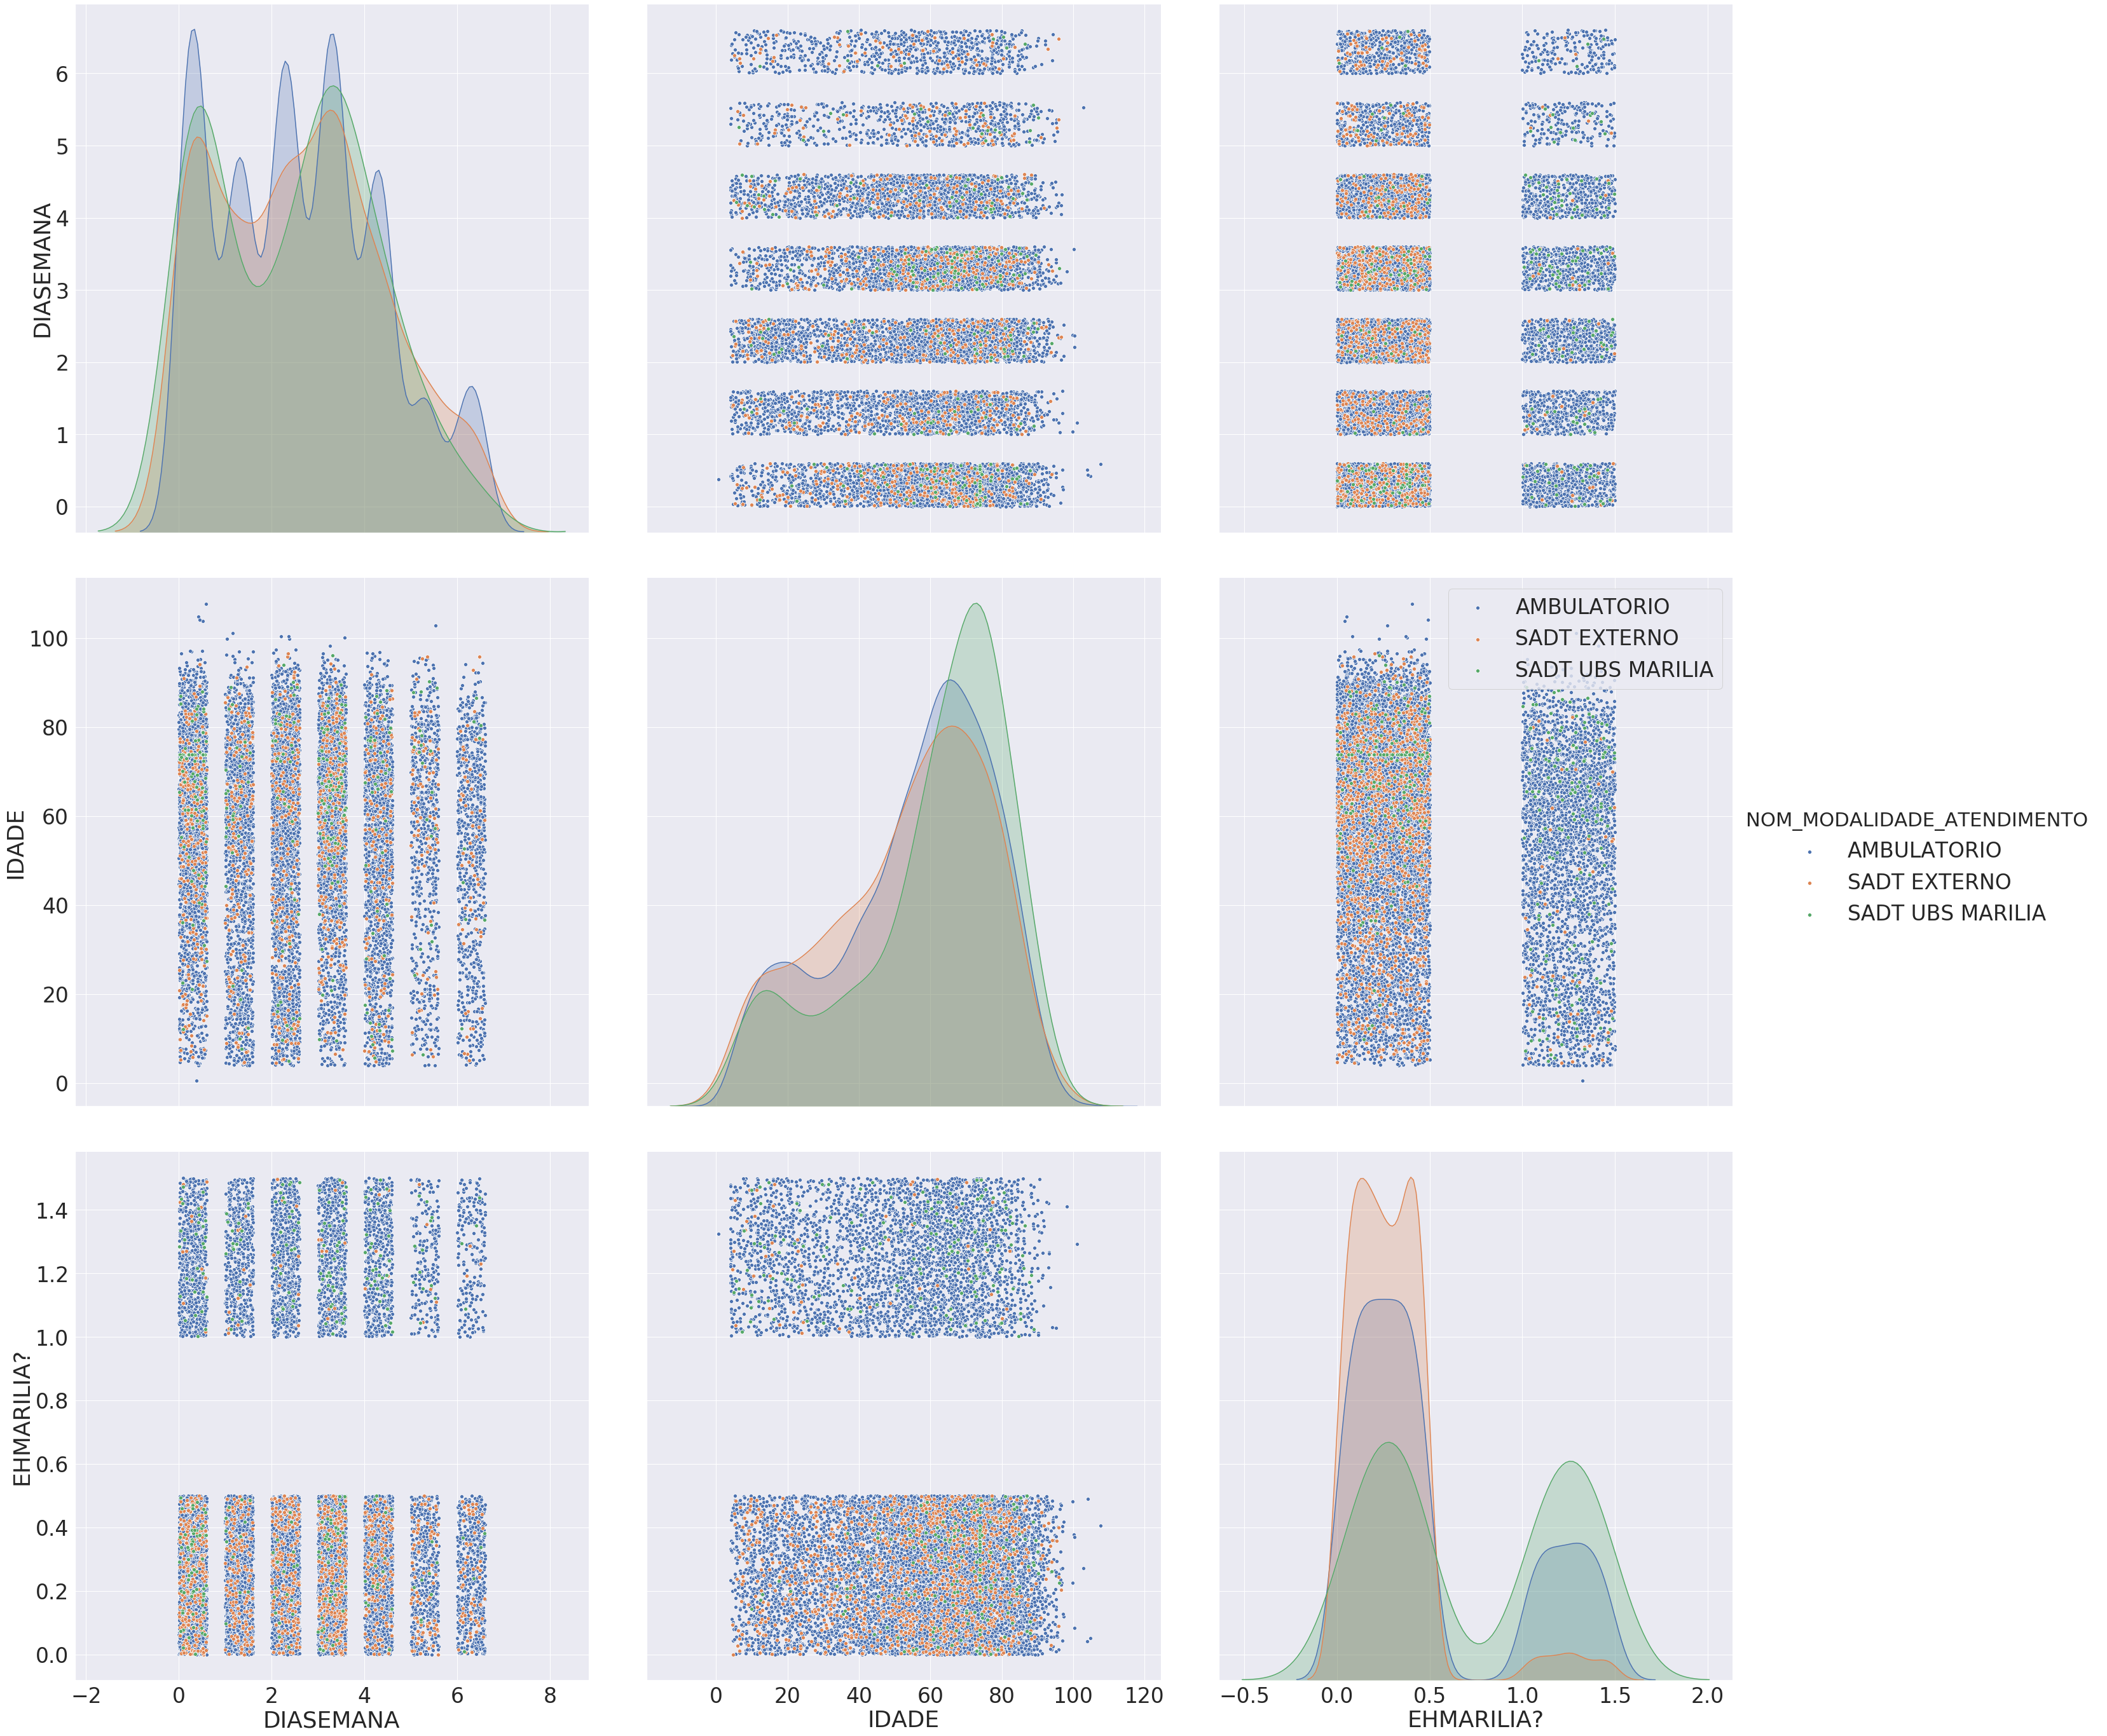 6
5
4
3
2
1
0
DIASEMANA
100
80
60
40
20
0
IDADE
AMBULATORIO
SADT EXTERNO
SADT UBS MARILIA
NOM_MODALIDADE_ATENDIMENTO
AMBULATORIO
SADT EXTERNO
SADT UBS MARILIA
1.4
1.2
1.0
0.8
0.6
0.4
0.2
0.0
EHMARILIA?
−2 0 2 4 6 8
DIASEMANA
0 20 40 60 80 100 120
IDADE
−0.5 0.0 0.5 1.0 1.5 2.0
EHMARILIA?